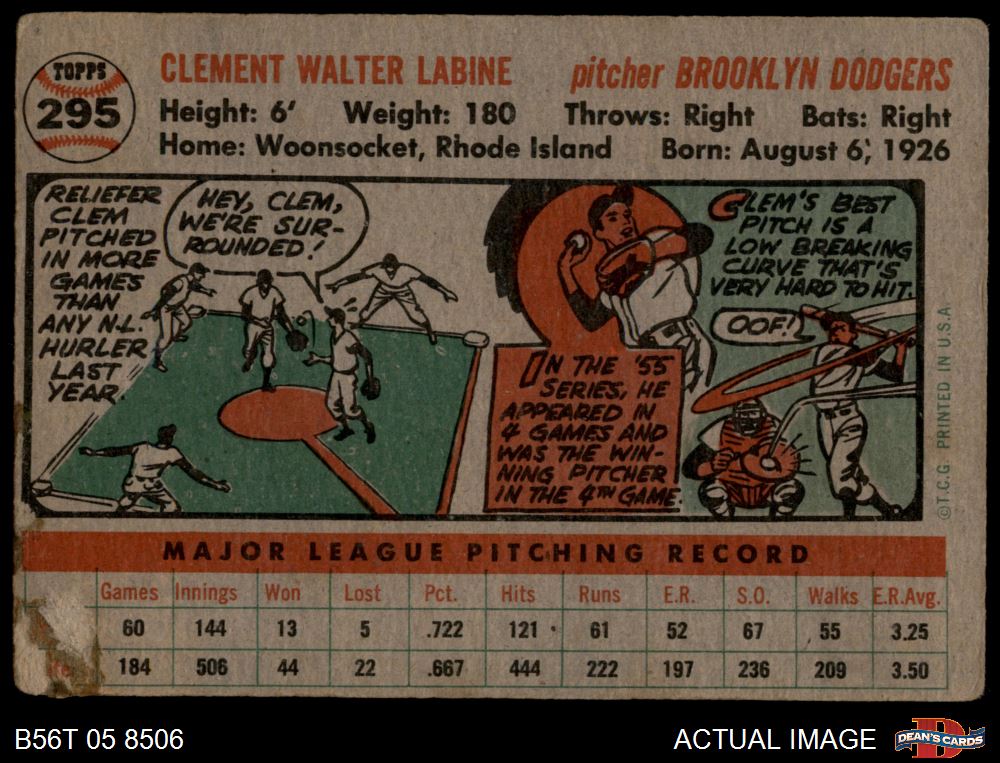 TOPPS
295
CLEMENT WALTER LABINE pitcher BROOKLYN DODGERS
Height: 6' Weight: 180 Throws: Right Bats: Right
Home: Woonsocket, Rhode Island Born: August 6, 1926
RELIEFER
CLEM
PITCHED
IN MORE
GAMES
THAN
ANY N.L.
HURLER
LAST
YEAR.
HEY, CLEM,
WE'RE SUR-
ROUNDED!
IN THE '55
SERIES, HE
APPEARED IN
4 GAMES AND
WAS THE WIN-
NING PITCHER
IN THE 4TH GAME.
CLEM'S BEST
PITCH IS A
LOW BREAKING
CURVE THAT'S
VERY HARD TO HIT.
OOF!
©T.C.G. PRINTED IN U.S.A.
MAJOR LEAGUE PITCHING RECORD
Games Innings Won Lost Pct. Hits Runs E.R. S.O. Walks E.R.Avg.
60 144 13 5 .722 121 61 52 67 55 3.25
184 506 44 22 .667 444 222 197 236 209 3.50
B56T 05 8506
ACTUAL IMAGE
DEAN'S CARDS